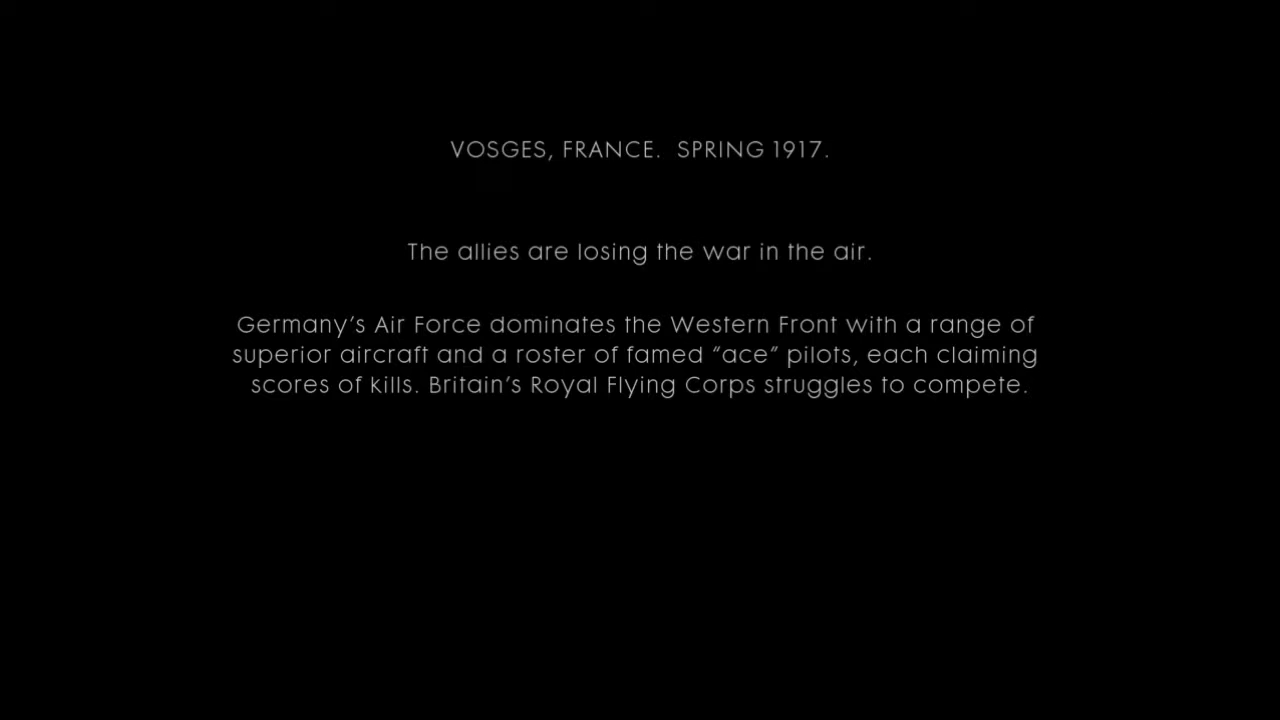 VOSGES, FRANCE. SPRING 1917.
The allies are losing the war in the air.
Germany’s Air Force dominates the Western Front with a range of
superior aircraft and a roster of famed “ace” pilots, each claiming
scores of kills. Britain’s Royal Flying Corps struggles to compete.